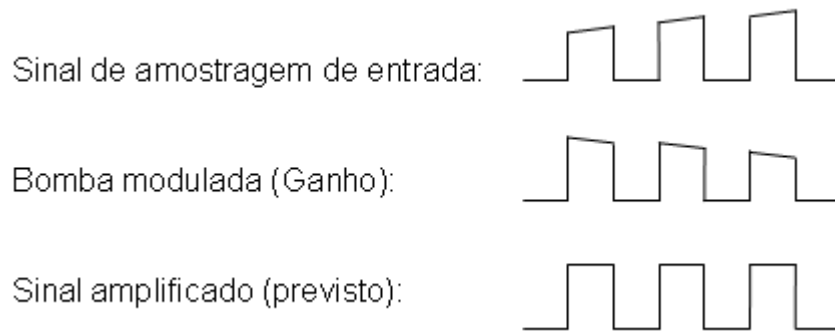 Sinal de amostragem de entrada:
Bomba modulada (Ganho):
Sinal amplificado (previsto):